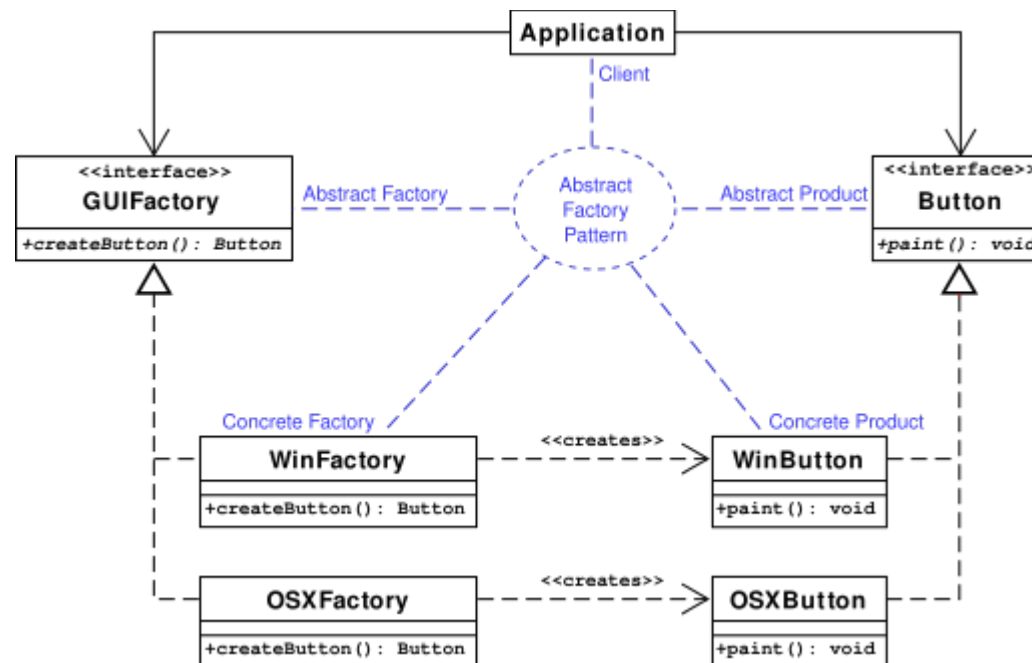 Application
Client
<<interface>>
GUIFactory
+createButton(): Button
Abstract Factory
Abstract
Factory
Pattern
Abstract Product
<<interface>>
Button
+paint(): void
Concrete Factory
WinFactory
+createButton(): Button
<<creates>>
Concrete Product
WinButton
+paint(): void
OSXFactory
+createButton(): Button
<<creates>>
OSXButton
+paint(): void